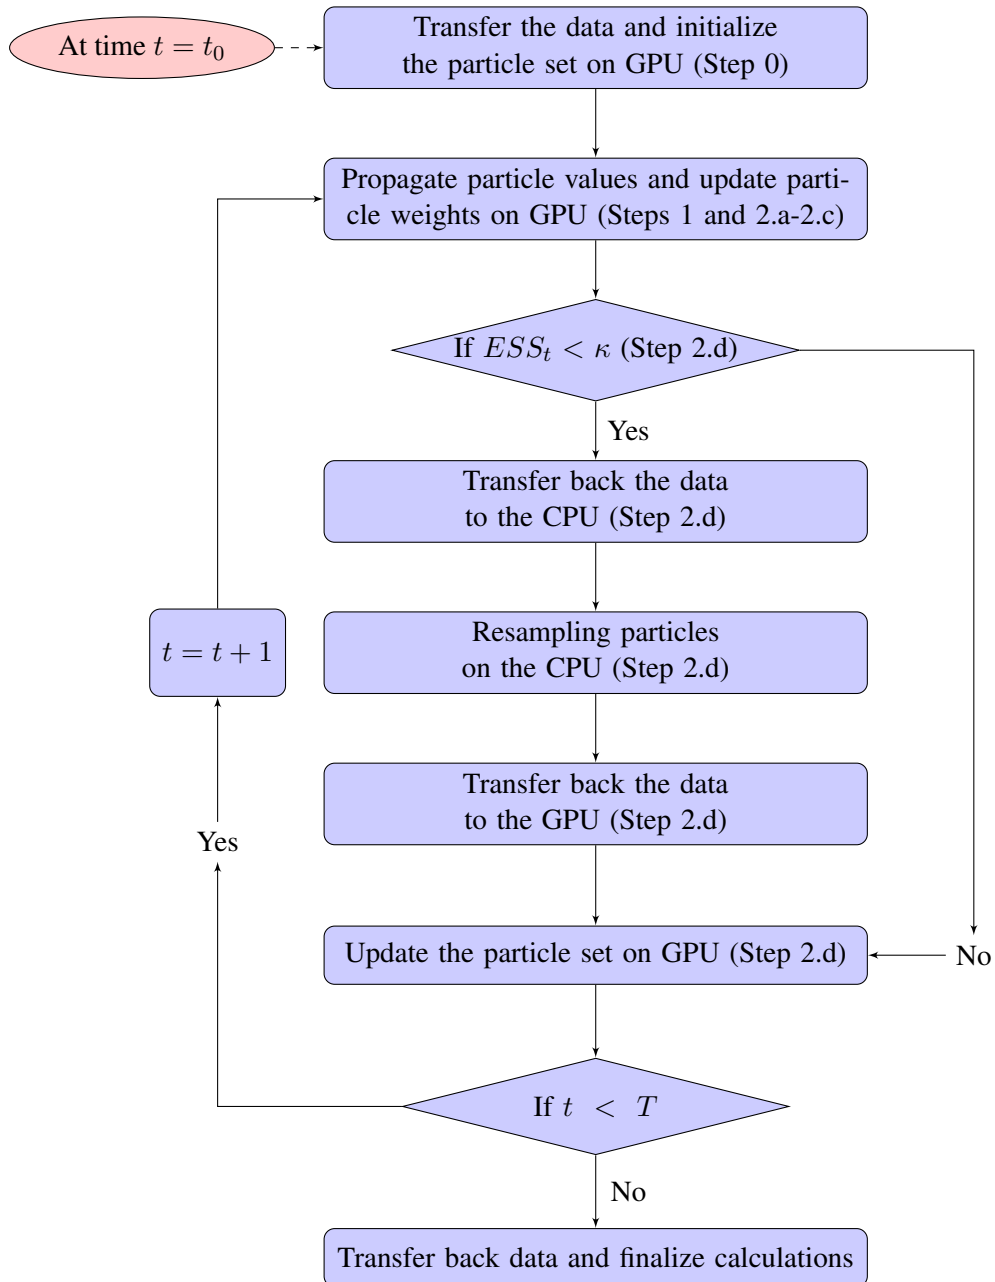 At time $t = t_0$
Transfer the data and initialize
the particle set on GPU (Step 0)
Propagate particle values and update parti-
cle weights on GPU (Steps 1 and 2.a-2.c)
If $ESS_t < \kappa$ (Step 2.d)
Yes
Transfer back the data
to the CPU (Step 2.d)
Resampling particles
on the CPU (Step 2.d)
$t = t + 1$
Transfer back the data
to the GPU (Step 2.d)
Yes
Update the particle set on GPU (Step 2.d)
No
If $t < T$
No
Transfer back data and finalize calculations